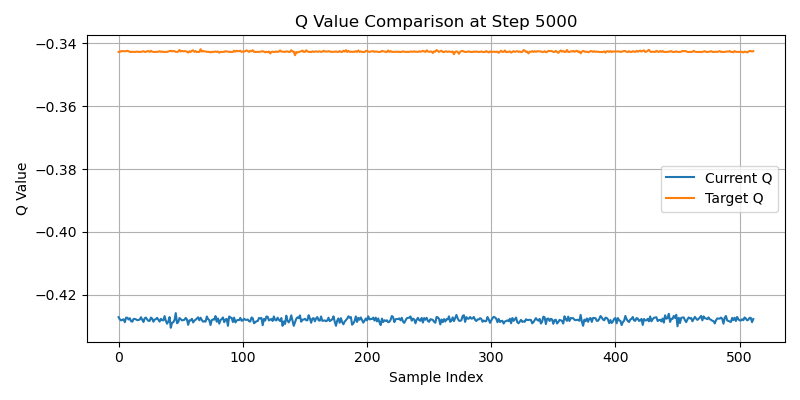 Q Value Comparison at Step 5000
−0.34
−0.36
−0.38
−0.40
−0.42
Q Value
Current Q
Target Q
0 100 200 300 400 500
Sample Index